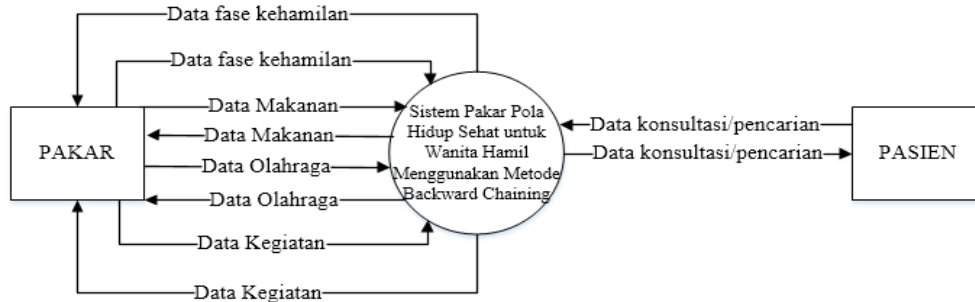 Data fase kehamilan
Data fase kehamilan
Data Makanan
Data Makanan
Data Olahraga
Data Olahraga
Data Kegiatan
Data Kegiatan
PAKAR
Sistem Pakar Pola
Hidup Sehat untuk
Wanita Hamil
Menggunakan Metode
Backward Chaining
Data konsultasi/pencarian
Data konsultasi/pencarian
PASIEN